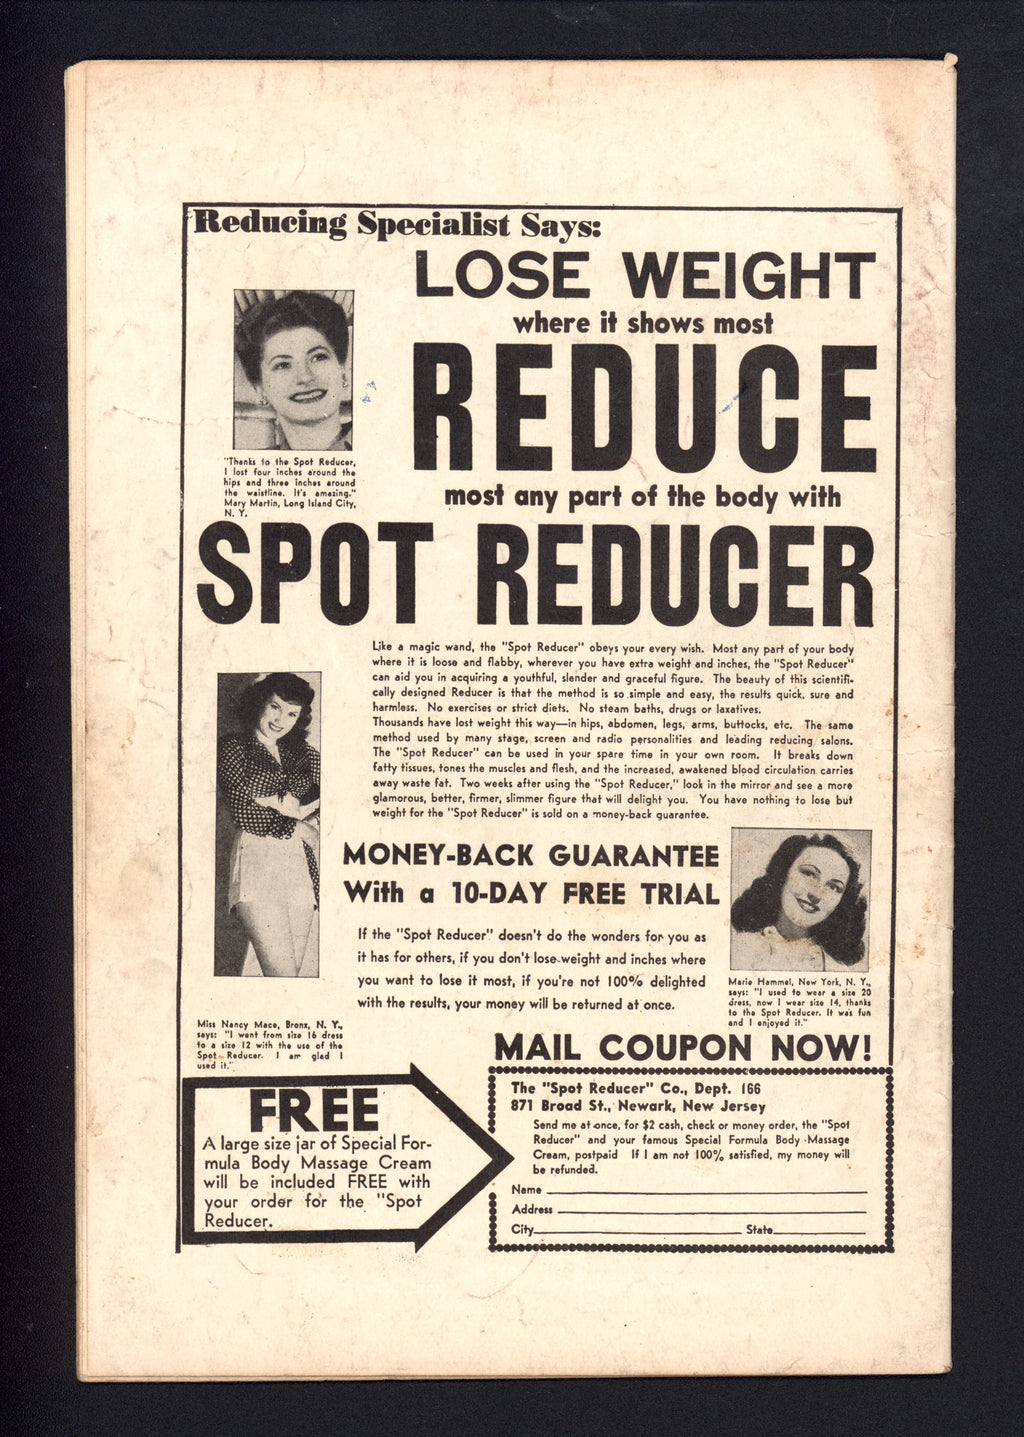 Reducing Specialist Says:
LOSE WEIGHT
where it shows most
REDUCE
most any part of the body with
SPOT REDUCER
"Thanks to the Spot Reducer,
I lost four inches around the
hips and three inches around
the waistline. It's amazing."
Mary Martin, Long Island City,
N. Y.
Like a magic wand, the "Spot Reducer" obeys your every wish. Most any part of your body
where it is loose and flabby, wherever you have extra weight and inches, the "Spot Reducer"
can aid you in acquiring a youthful, slender and graceful figure. The beauty of this scientifi-
cally designed Reducer is that the method is so simple and easy, the results quick, sure and
harmless. No exercises or strict diets. No steam baths, drugs or laxatives.
Thousands have lost weight this way—in hips, abdomen, legs, arms, buttocks, etc. The same
method used by many stage, screen and radio personalities and leading reducing salons.
The "Spot Reducer" can be used in your spare time in your own room. It breaks down
fatty tissues, tones the muscles and flesh, and the increased, awakened blood circulation carries
away waste fat. Two weeks after using the "Spot Reducer," look in the mirror and see a more
glamorous, better, firmer, slimmer figure that will delight you. You have nothing to lose but
weight for the "Spot Reducer" is sold on a money-back guarantee.
MONEY-BACK GUARANTEE
With a 10-DAY FREE TRIAL
If the "Spot Reducer" doesn't do the wonders for you as
it has for others, if you don't lose weight and inches where
you want to lose it most, if you're not 100% delighted
with the results, your money will be returned at once.
Marie Hammel, New York, N. Y.,
says: "I used to wear a size 20
dress, now I wear size 14, thanks
to the Spot Reducer. It was fun
and I enjoyed it."
Miss Nancy Mace, Bronx, N. Y.,
says: "I went from size 16 dress
to a size 12 with the use of the
Spot Reducer. I am glad I
used it."
MAIL COUPON NOW!
FREE
A large size jar of Special For-
mula Body Massage Cream
will be included FREE with
your order for the "Spot
Reducer.
The "Spot Reducer" Co., Dept. 166
871 Broad St., Newark, New Jersey
Send me at once, for $2 cash, check or money order, the "Spot
Reducer" and your famous Special Formula Body Massage
Cream, postpaid If I am not 100% satisfied, my money will
be refunded.
Name
Address
City State